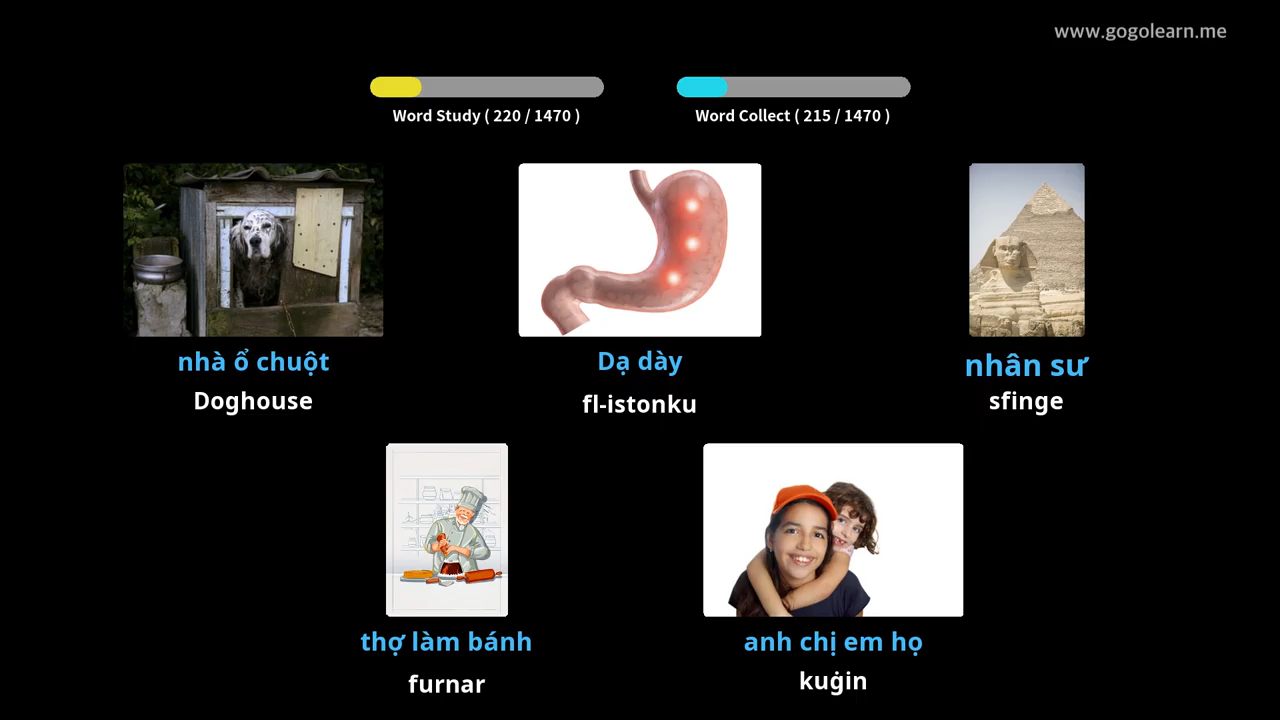 www.gogolearn.me
Word Study ( 220 / 1470 )
Word Collect ( 215 / 1470 )
nhà ổ chuột
Doghouse
Dạ dày
fl-istonku
nhân sư
sfinge
thợ làm bánh
furnar
anh chị em họ
kuġin